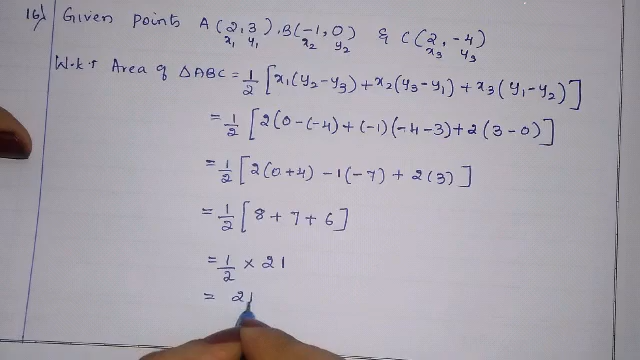 16) Given points A(2,3), B(-1,0) & C(2,-4)
x₁ y₁ x₂ y₂ x₃ y₃
W.k.t Area of ΔABC = 1/2 [x₁(y₂-y₃)+x₂(y₃-y₁)+x₃(y₁-y₂)]
= 1/2 [2(0-(-4)+(-1)(-4-3)+2(3-0)]
= 1/2 [2(0+4) -1(-7) + 2(3)]
= 1/2 [8+7+6]
= 1/2 × 21
= 21